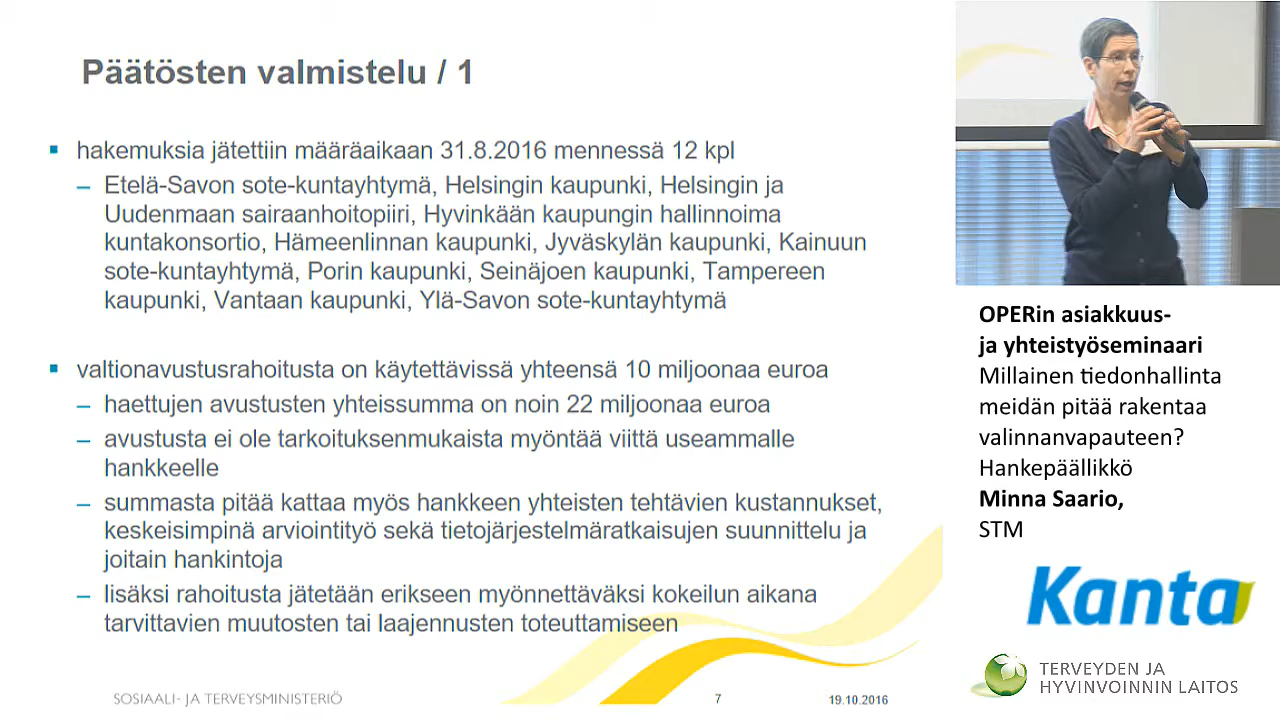 Päätösten valmistelu / 1
hakemuksia jätettiin määräaikaan 31.8.2016 mennessä 12 kpl
– Etelä-Savon sote-kuntayhtymä, Helsingin kaupunki, Helsingin ja
Uudenmaan sairaanhoitopiiri, Hyvinkään kaupungin hallinnoima
kuntakonsortio, Hämeenlinnan kaupunki, Jyväskylän kaupunki, Kainuun
sote-kuntayhtymä, Porin kaupunki, Seinäjoen kaupunki, Tampereen
kaupunki, Vantaan kaupunki, Ylä-Savon sote-kuntayhtymä
valtionavustusrahoitusta on käytettävissä yhteensä 10 miljoonaa euroa
– haettujen avustusten yhteissumma on noin 22 miljoonaa euroa
– avustusta ei ole tarkoituksenmukaista myöntää viittä useammalle
hankkeelle
– summasta pitää kattaa myös hankkeen yhteisten tehtävien kustannukset,
keskeisimpinä arviointityö sekä tietojärjestelmäratkaisujen suunnittelu ja
joitain hankintoja
– lisäksi rahoitusta jätetään erikseen myönnettäväksi kokeilun aikana
tarvittavien muutosten tai laajennusten toteuttamiseen
SOSIAALI- JA TERVEYSMINISTERIÖ
7
19.10.2016
OPERin asiakkuus-
ja yhteistyöseminaari
Millainen tiedonhallinta
meidän pitää rakentaa
valinnanvapauteen?
Hankepäällikkö
Minna Saario,
STM
Kanta
TERVEYDEN JA
HYVINVOINNIN LAITOS